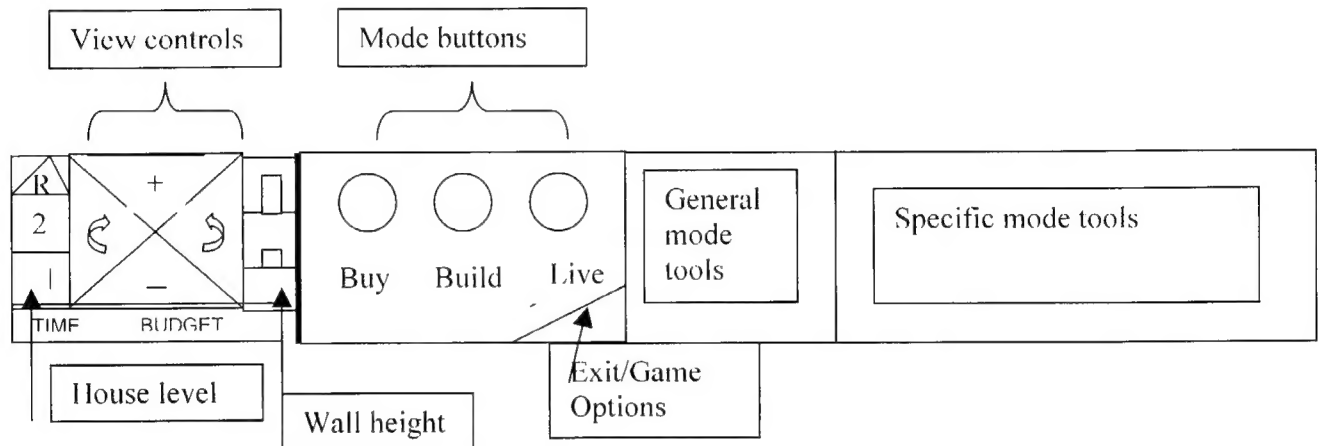 View controls
Mode buttons
R
+
2
1
–
Buy
Build
Live
General
mode
tools
Specific mode tools
TIME
BUDGET
House level
Wall height
Exit/Game
Options